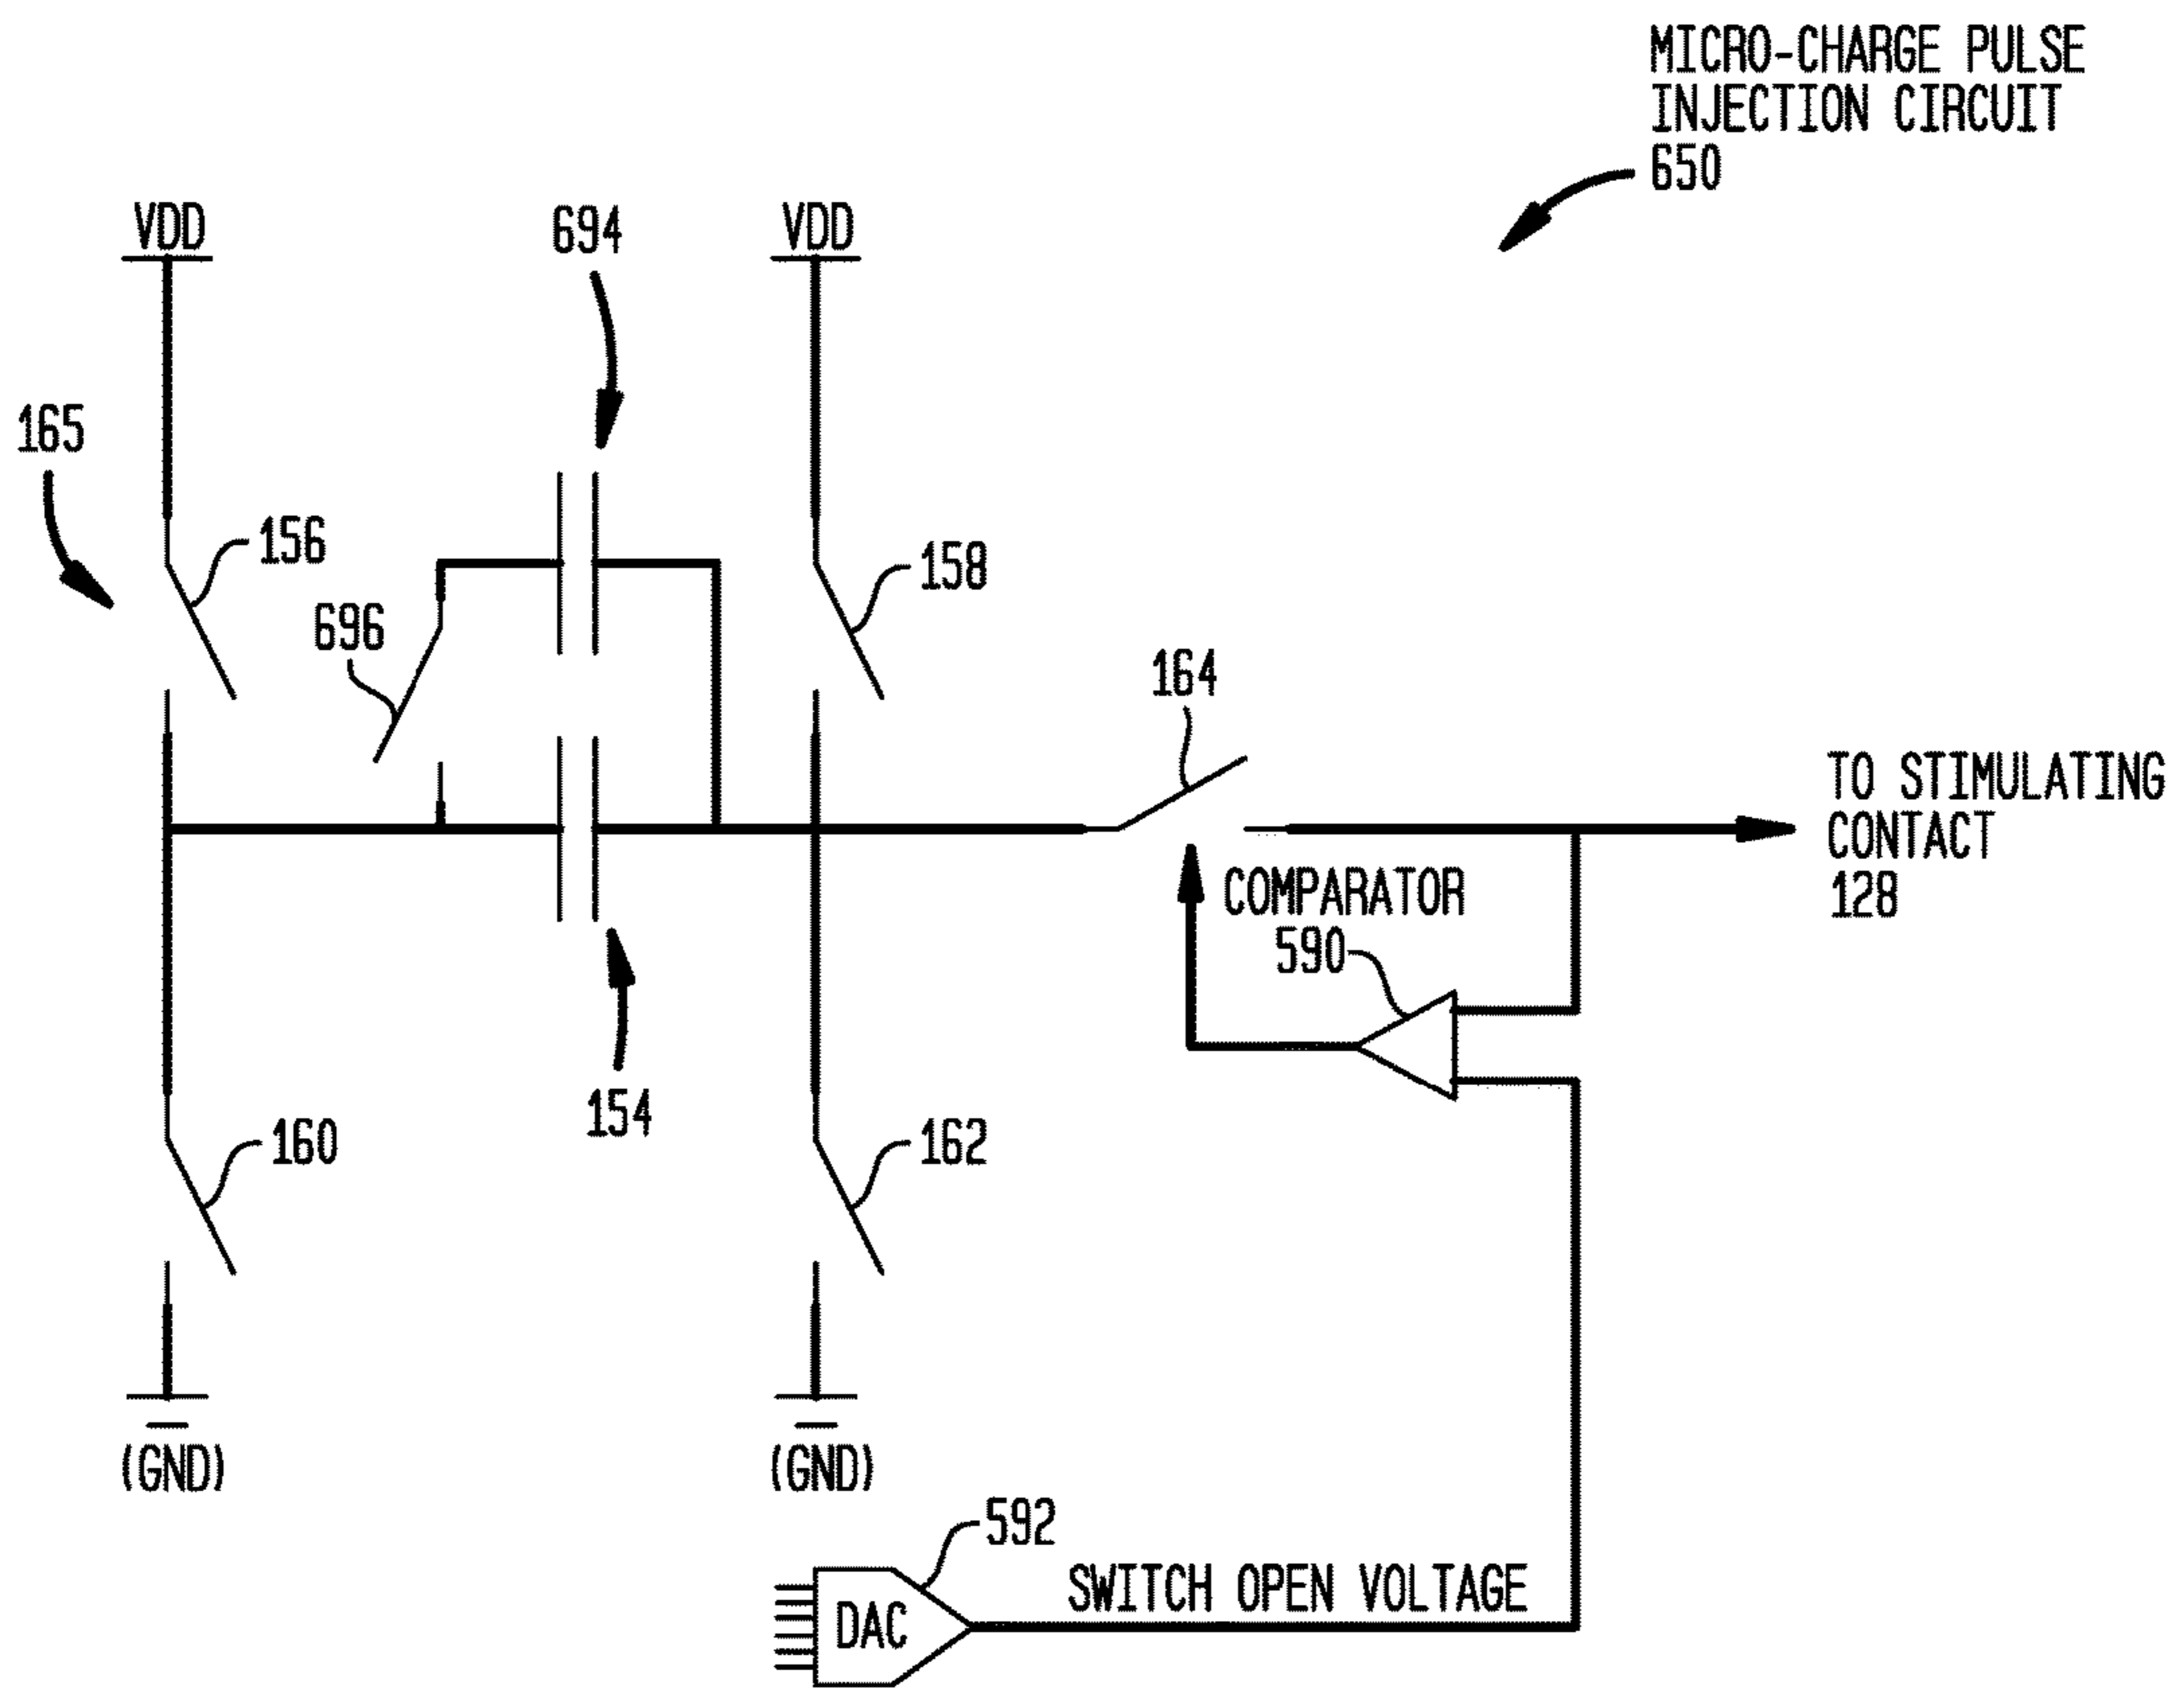 MICRO-CHARGE PULSE
INJECTION CIRCUIT
650
VDD
694
VDD
165
156
158
696
164
TO STIMULATING
CONTACT
128
COMPARATOR
590
154
160
162
(GND)
(GND)
592
SWITCH OPEN VOLTAGE
DAC